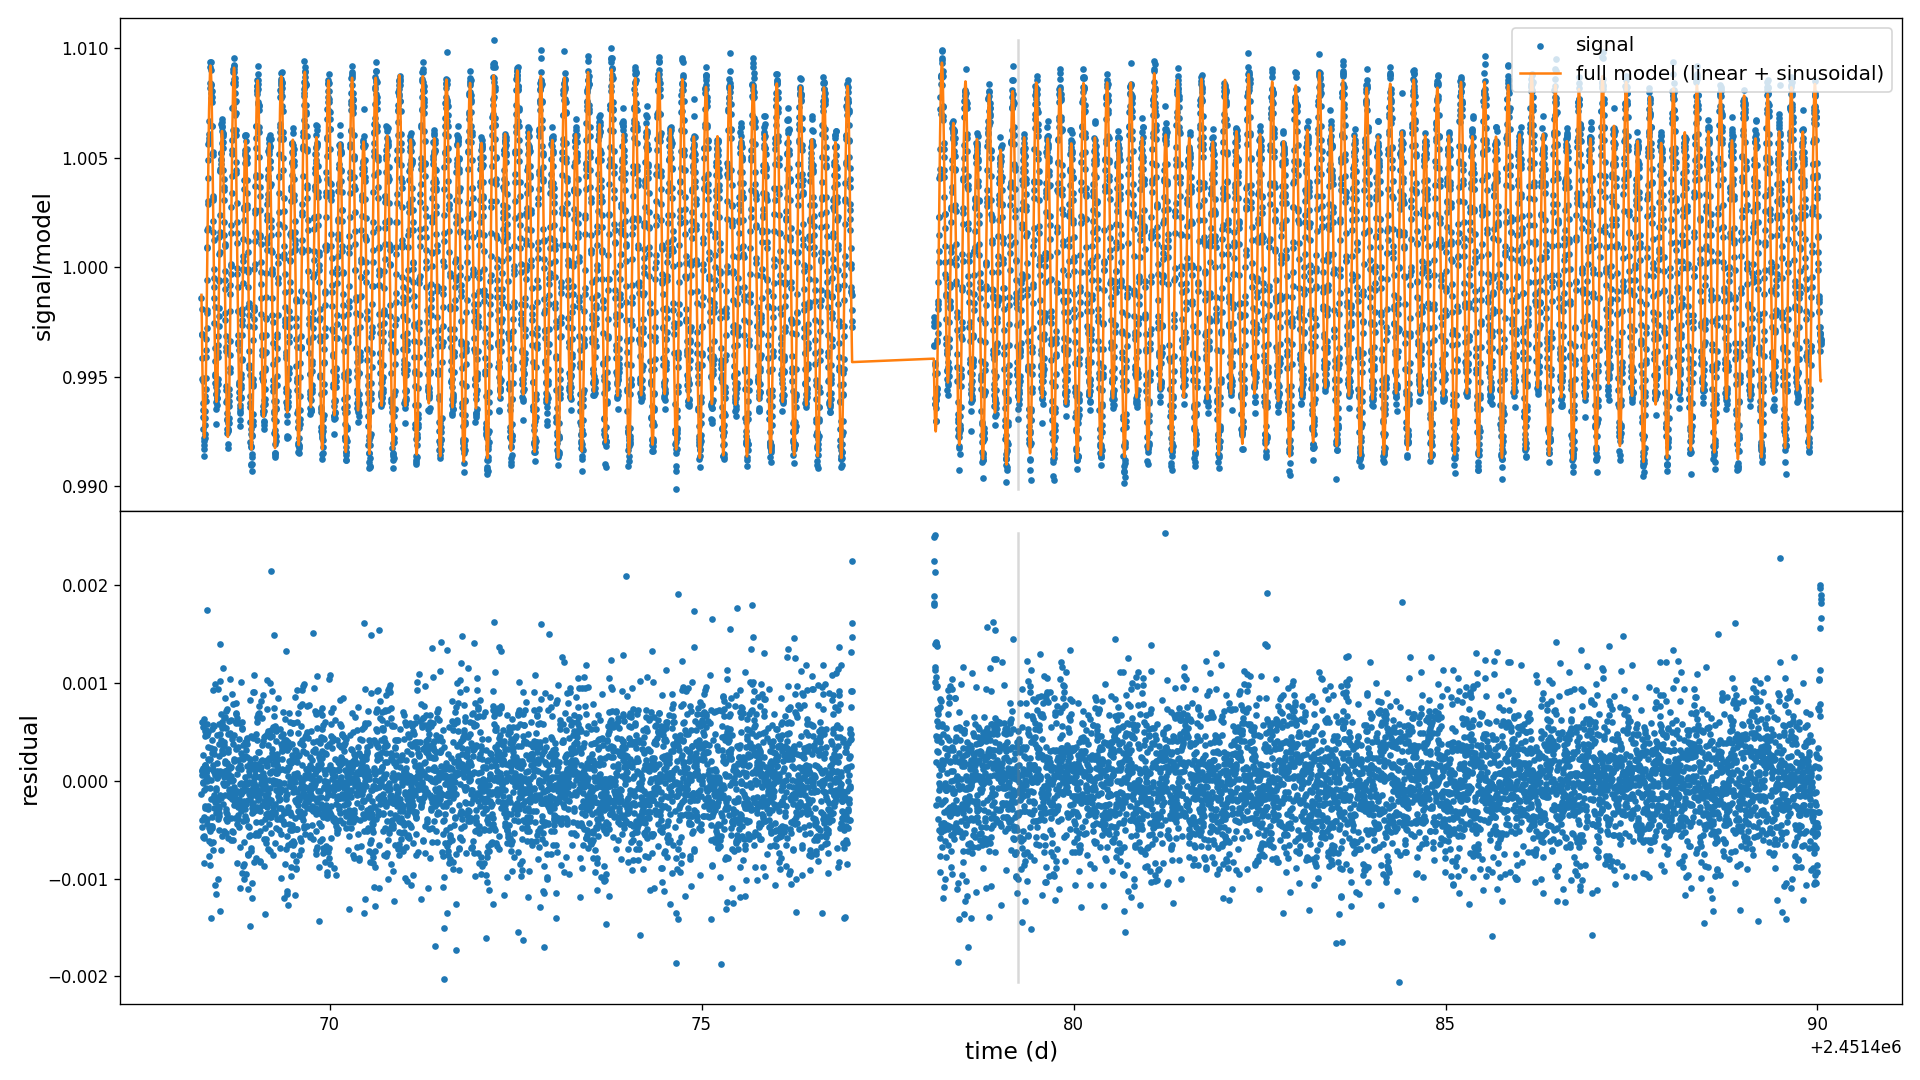 1.010
1.005
1.000
0.995
0.990
signal/model
signal
full model (linear + sinusoidal)
0.002
0.001
0.000
−0.001
−0.002
residual
70
75
80
85
90
time (d)
+2.4514e6